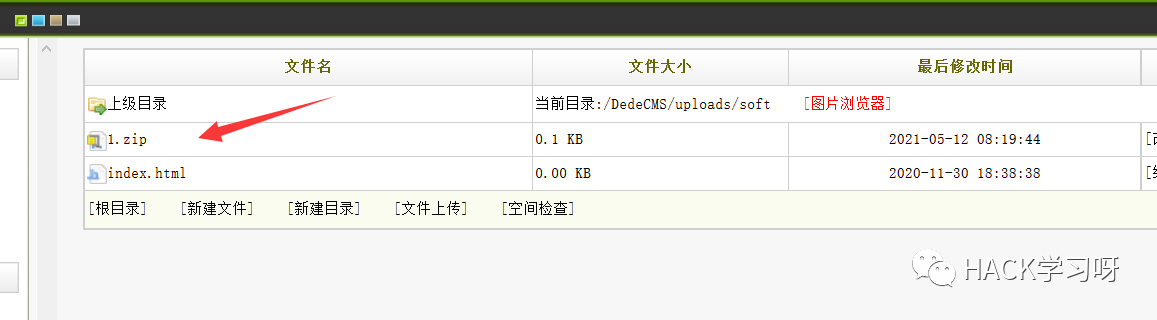 文件名 文件大小 最后修改时间
上级目录 当前目录:/DedeCMS/uploads/soft [图片浏览器]
1.zip 0.1 KB 2021-05-12 08:19:44
index.html 0.00 KB 2020-11-30 18:38:38
[根目录] [新建文件] [新建目录] [文件上传] [空间检查]
HACK学习呀